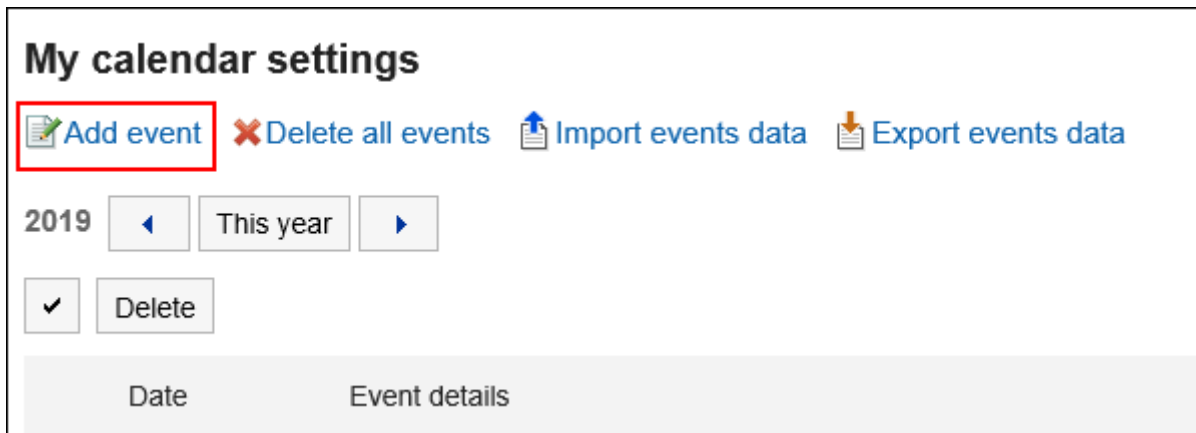 My calendar settings
Add event Delete all events Import events data Export events data
2019 This year
Delete
Date Event details